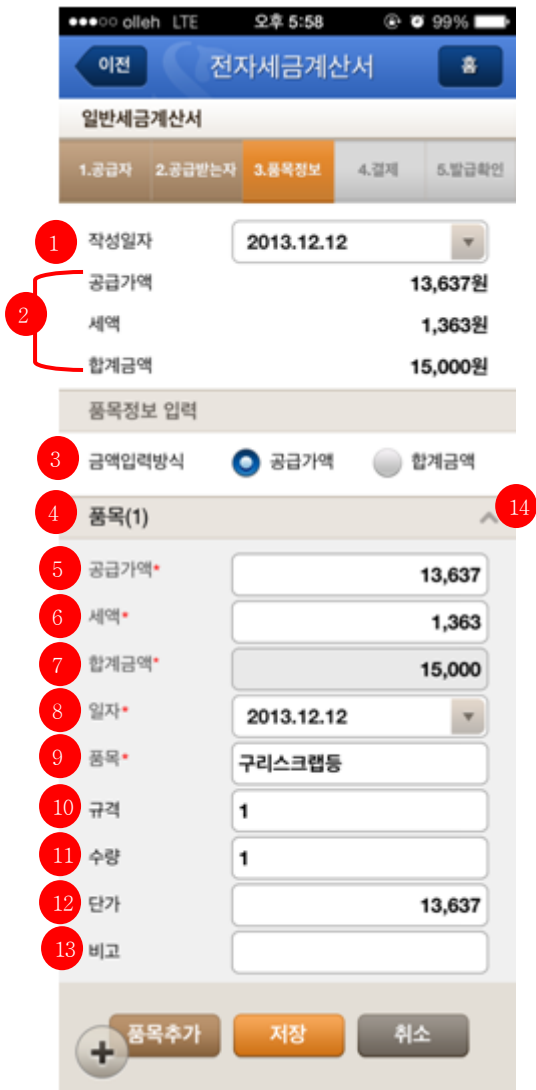 olleh LTE 오후 5:58 99%
이전 전자세금계산서 홈
일반세금계산서
1.공급자 2.공급받는자 3.품목정보 4.결제 5.발급확인
1 작성일자 2013.12.12
공급가액 13,637원
2 세액 1,363원
합계금액 15,000원
품목정보 입력
3 금액입력방식 공급가액 합계금액
4 품목(1) 14
5 공급가액* 13,637
6 세액* 1,363
7 합계금액* 15,000
8 일자* 2013.12.12
9 품목* 구리스크랩등
10 규격 1
11 수량 1
12 단가 13,637
13 비고
품목추가 저장 취소